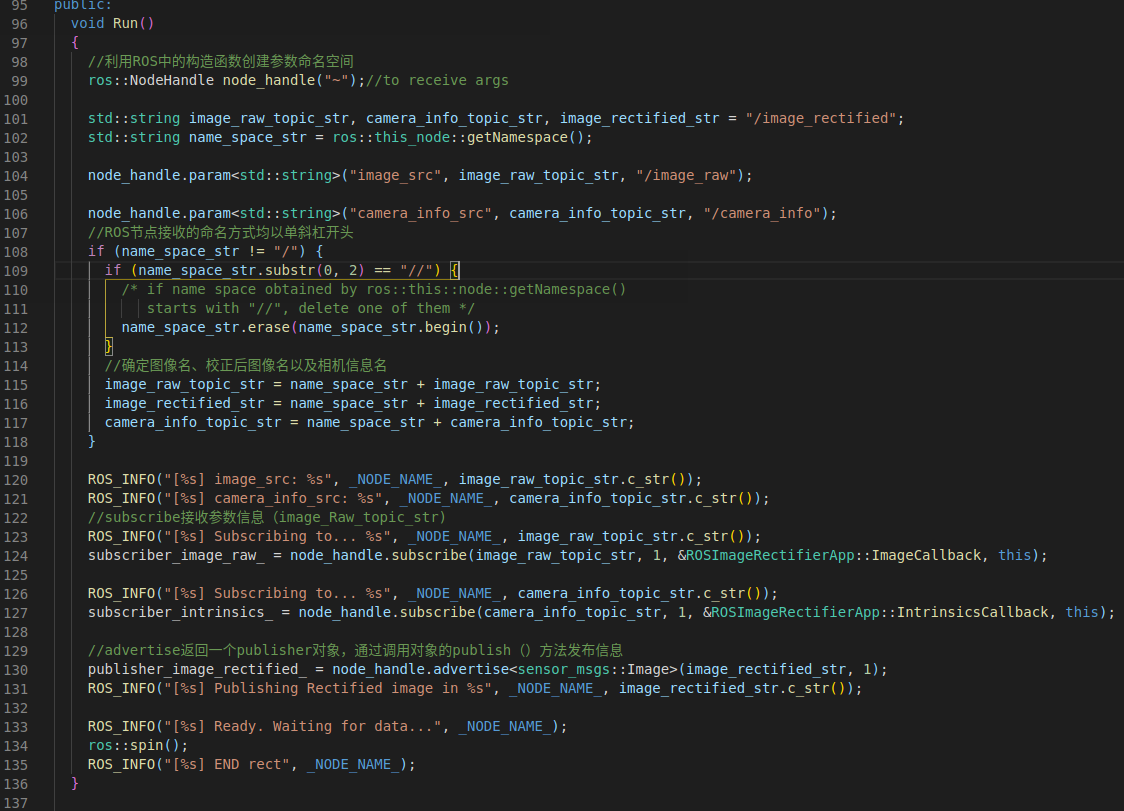 95 public:
96 void Run()
97 {
98 //利用ROS中的构造函数创建参数命名空间
99 ros::NodeHandle node_handle("~");//to receive args
100
101 std::string image_raw_topic_str, camera_info_topic_str, image_rectified_str = "/image_rectified";
102 std::string name_space_str = ros::this_node::getNamespace();
103
104 node_handle.param<std::string>("image_src", image_raw_topic_str, "/image_raw");
105
106 node_handle.param<std::string>("camera_info_src", camera_info_topic_str, "/camera_info");
107 //ROS节点接收的命名方式均以单斜杠开头
108 if (name_space_str != "/") {
109 if (name_space_str.substr(0, 2) == "//") {
110 /* if name space obtained by ros::this::node::getNamespace()
111 starts with "//", delete one of them */
112 name_space_str.erase(name_space_str.begin());
113 }
114 //确定图像名、校正后图像名以及相机信息名
115 image_raw_topic_str = name_space_str + image_raw_topic_str;
116 image_rectified_str = name_space_str + image_rectified_str;
117 camera_info_topic_str = name_space_str + camera_info_topic_str;
118 }
119
120 ROS_INFO("[%s] image_src: %s", _NODE_NAME_, image_raw_topic_str.c_str());
121 ROS_INFO("[%s] camera_info_src: %s", _NODE_NAME_, camera_info_topic_str.c_str());
122 //subscribe接收参数信息（image_Raw_topic_str)
123 ROS_INFO("[%s] Subscribing to... %s", _NODE_NAME_, image_raw_topic_str.c_str());
124 subscriber_image_raw_ = node_handle.subscribe(image_raw_topic_str, 1, &ROSImageRectifierApp::ImageCallback, this);
125
126 ROS_INFO("[%s] Subscribing to... %s", _NODE_NAME_, camera_info_topic_str.c_str());
127 subscriber_intrinsics_ = node_handle.subscribe(camera_info_topic_str, 1, &ROSImageRectifierApp::IntrinsicsCallback, this);
128
129 //advertise返回一个publisher对象，通过调用对象的publish（）方法发布信息
130 publisher_image_rectified_ = node_handle.advertise<sensor_msgs::Image>(image_rectified_str, 1);
131 ROS_INFO("[%s] Publishing Rectified image in %s", _NODE_NAME_, image_rectified_str.c_str());
132
133 ROS_INFO("[%s] Ready. Waiting for data...", _NODE_NAME_);
134 ros::spin();
135 ROS_INFO("[%s] END rect", _NODE_NAME_);
136 }
137